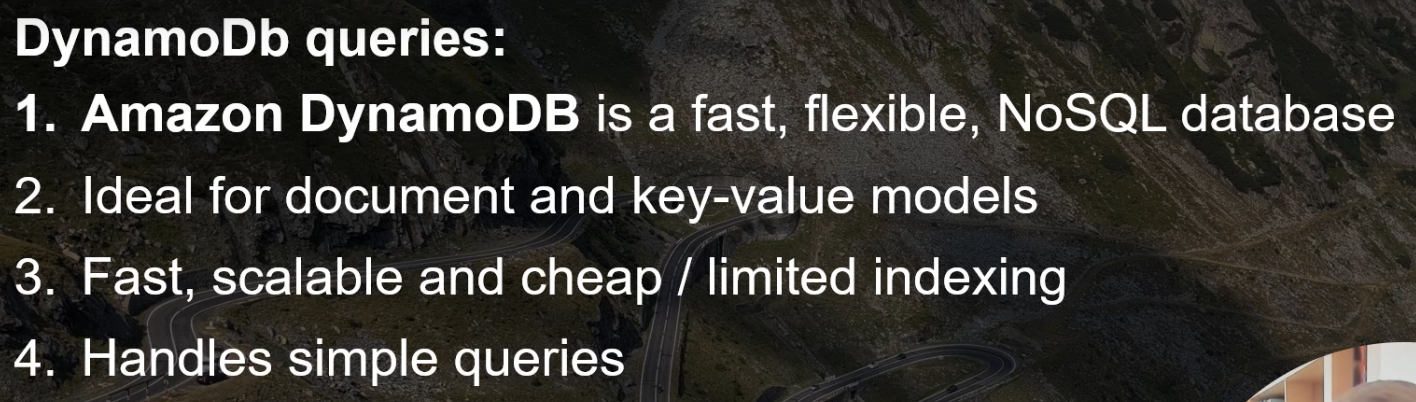 DynamoDb queries:
1. Amazon DynamoDB is a fast, flexible, NoSQL database
2. Ideal for document and key-value models
3. Fast, scalable and cheap / limited indexing
4. Handles simple queries